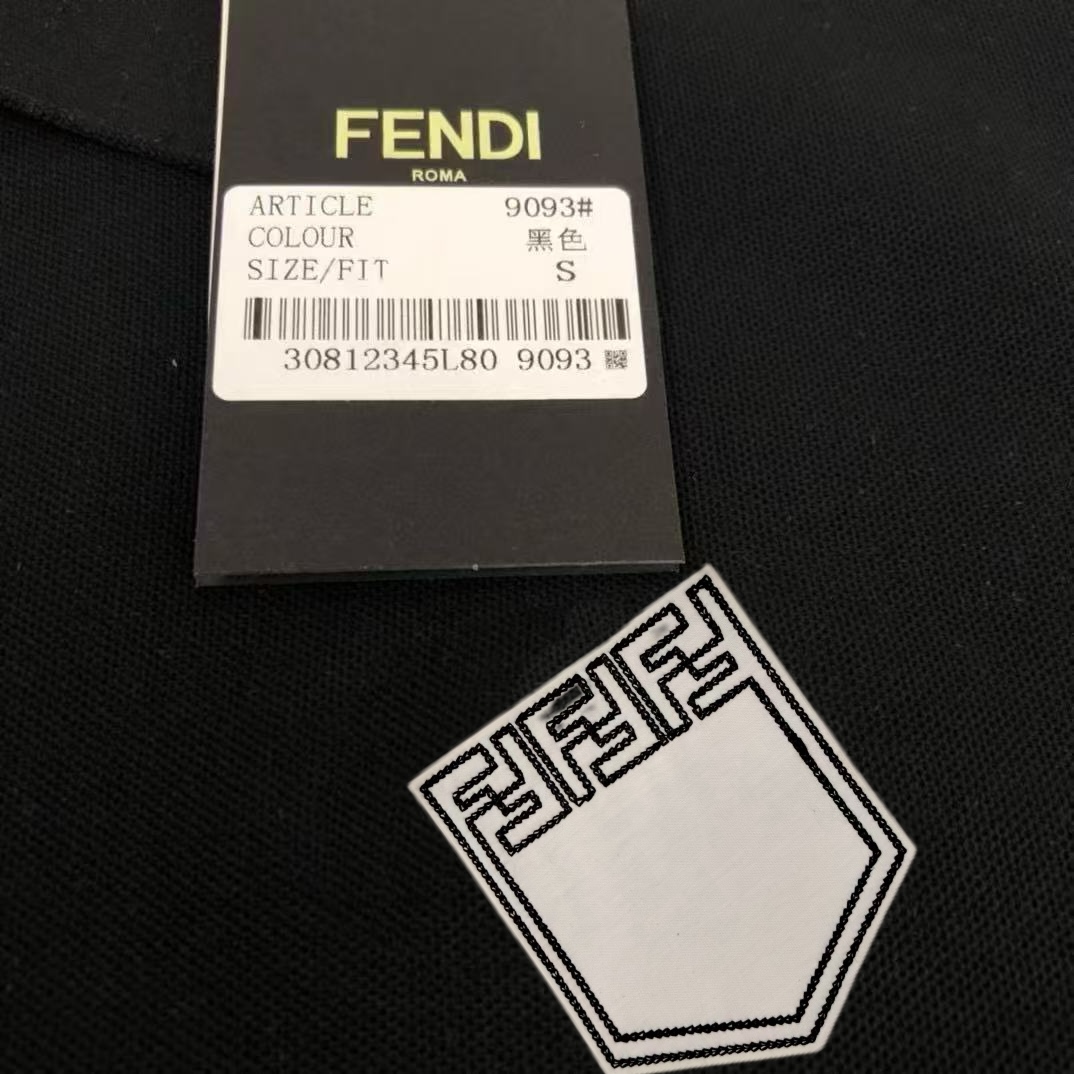 FENDI
ROMA
ARTICLE 9093#
COLOUR 黑色
SIZE/FIT S
30812345L80 9093